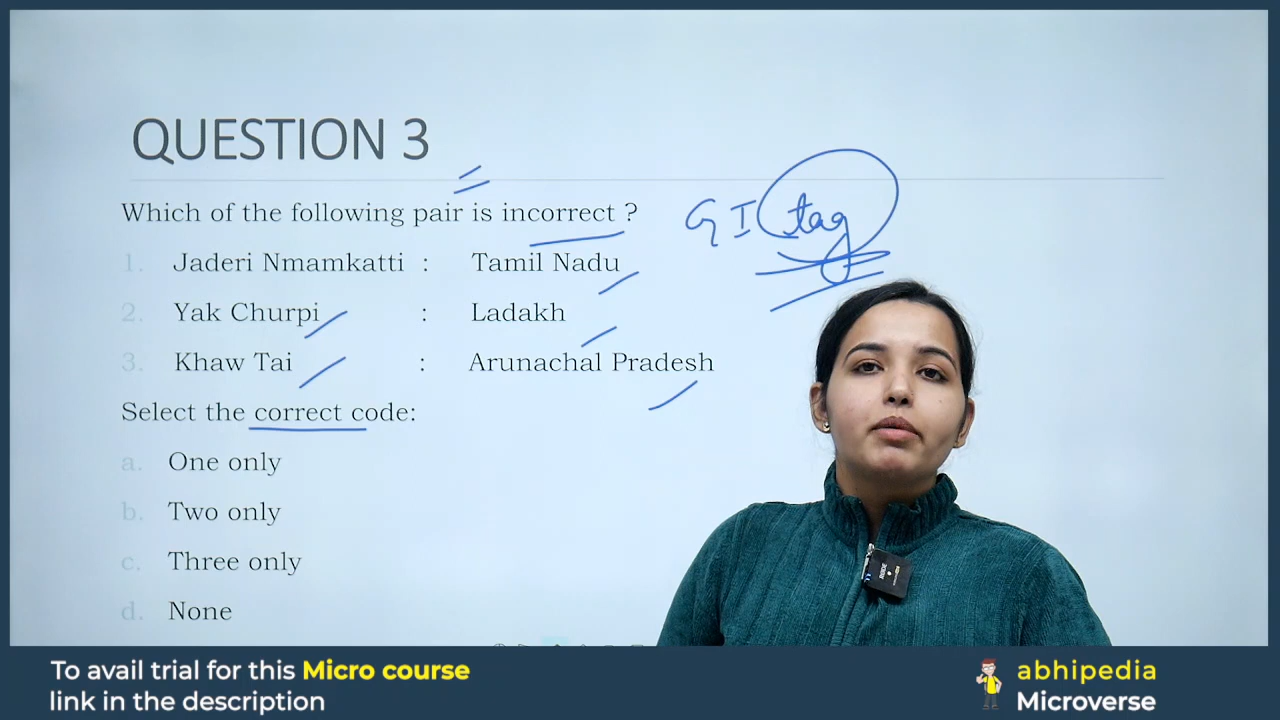 QUESTION 3
Which of the following pair is incorrect ?
GI tag
1. Jaderi Nmamkatti : Tamil Nadu
2. Yak Churpi : Ladakh
3. Khaw Tai : Arunachal Pradesh
Select the correct code:
a. One only
b. Two only
c. Three only
d. None
RODE
To avail trial for this Micro course
link in the description
abhipedia
Microverse